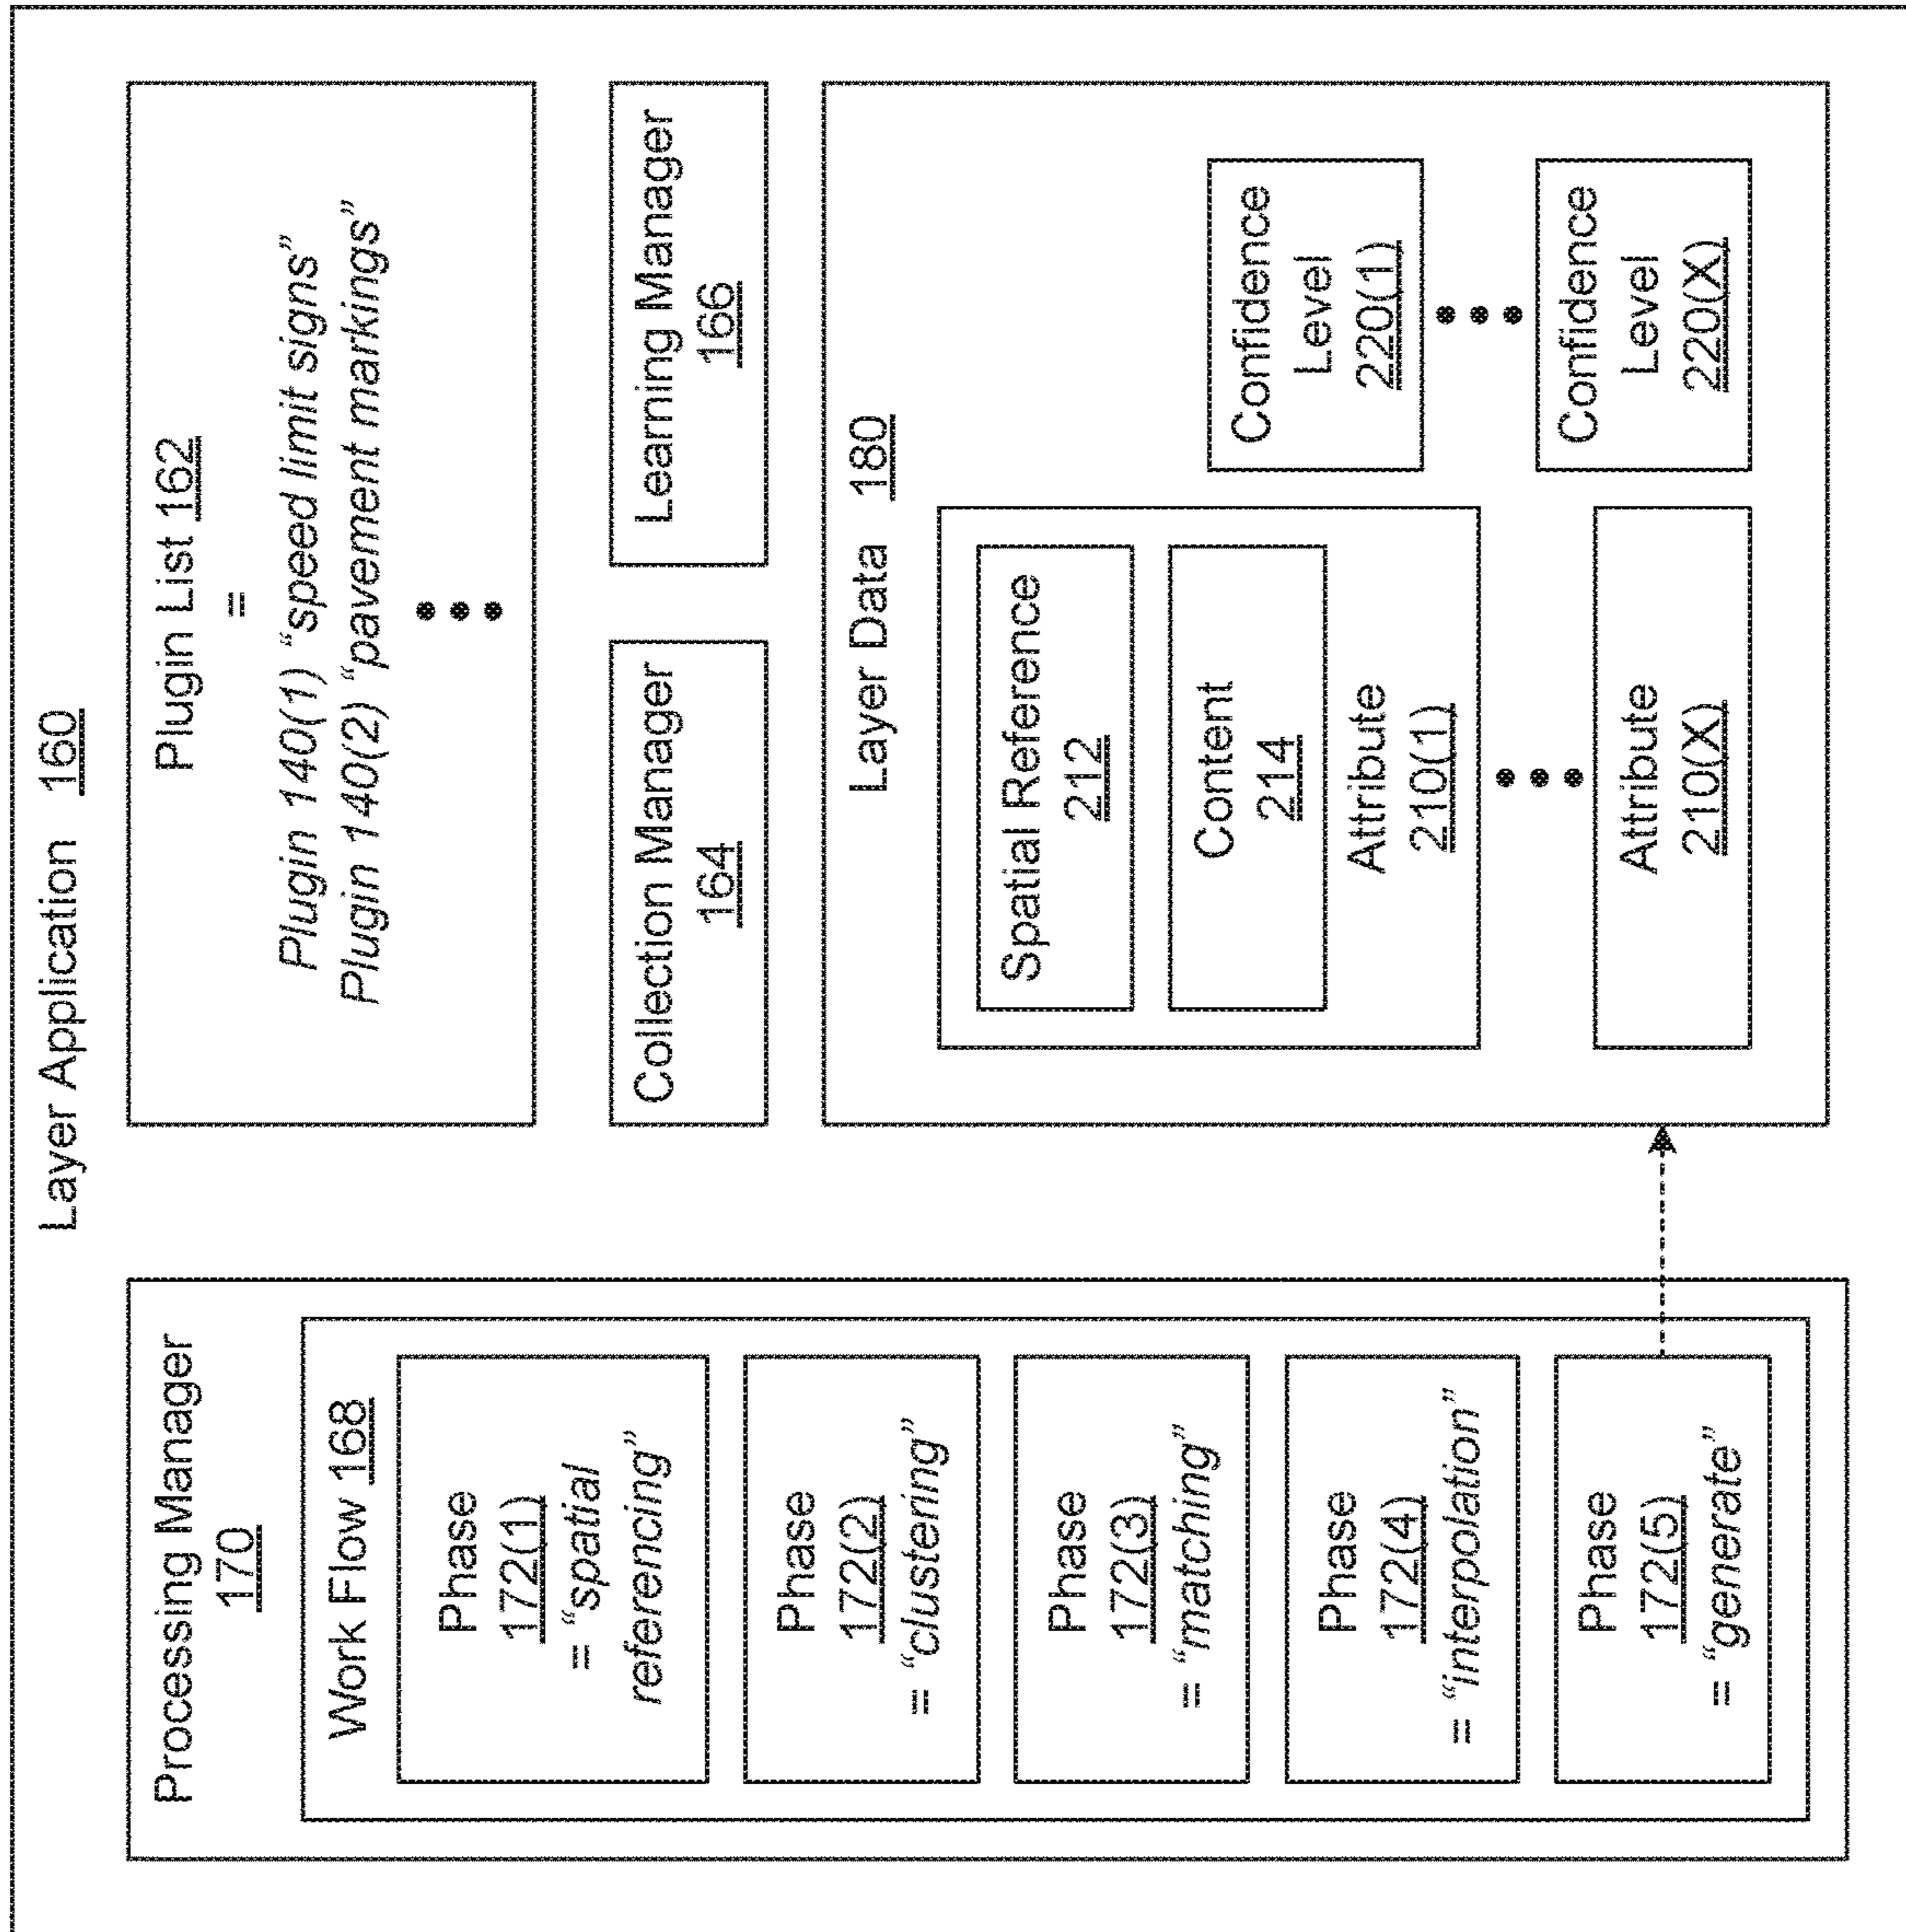 Layer Application 160
Processing Manager
170
Work Flow 168
Phase
172(1)
= “spatial
referencing”
Phase
172(2)
= “clustering”
Phase
172(3)
= “matching”
Phase
172(4)
= “interpolation”
Phase
172(5)
= “generate”
Plugin List 162
=
Plugin 140(1) “speed limit signs”
Plugin 140(2) “pavement markings”
Collection Manager
164
Learning Manager
166
Layer Data 180
Spatial Reference
212
Content
214
Attribute
210(1)
Attribute
210(X)
Confidence
Level
220(1)
Confidence
Level
220(X)